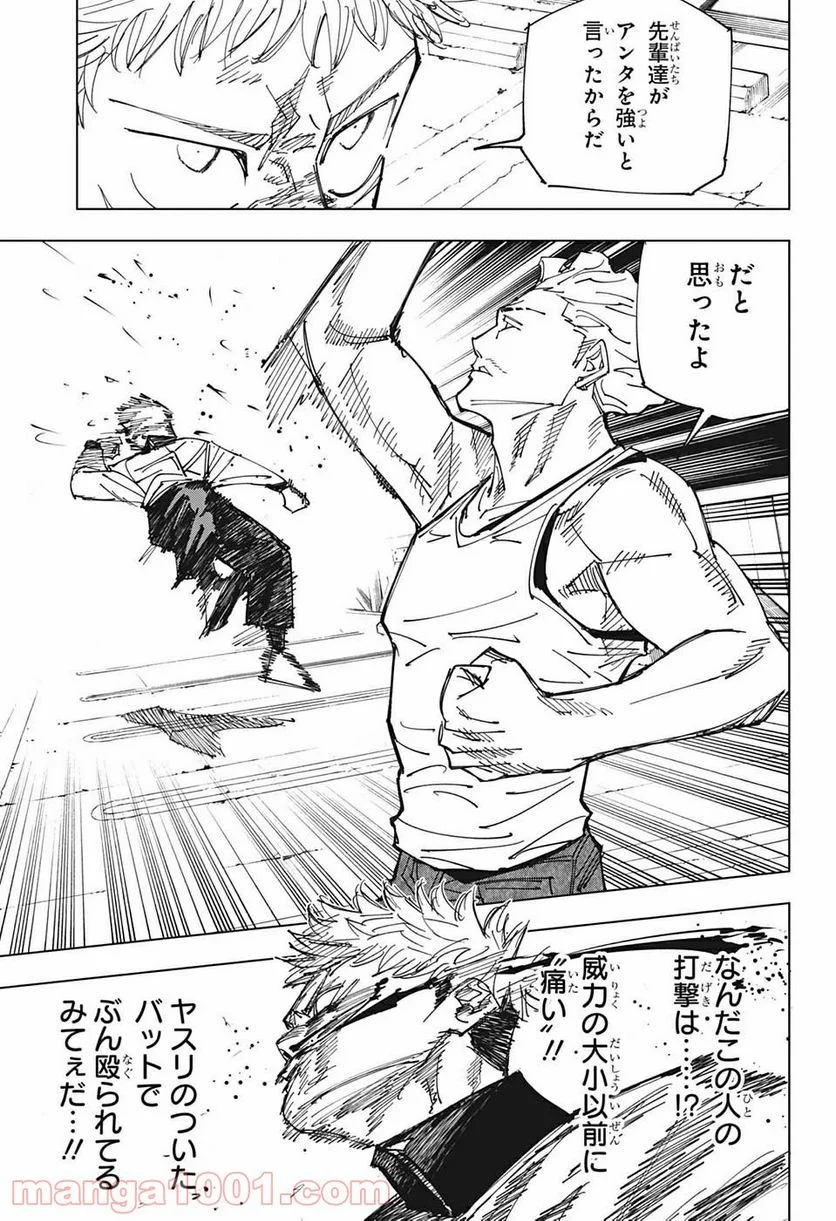 先輩達が
アンタを強いと
言ったからだ
だと
思ったよ
なんだこの人の
打撃は……!?
威力の大小以前に
"痛い"!!
ヤスリのついた
バットで
ぶん殴られてる
みてぇだ…!!
manga1001.com